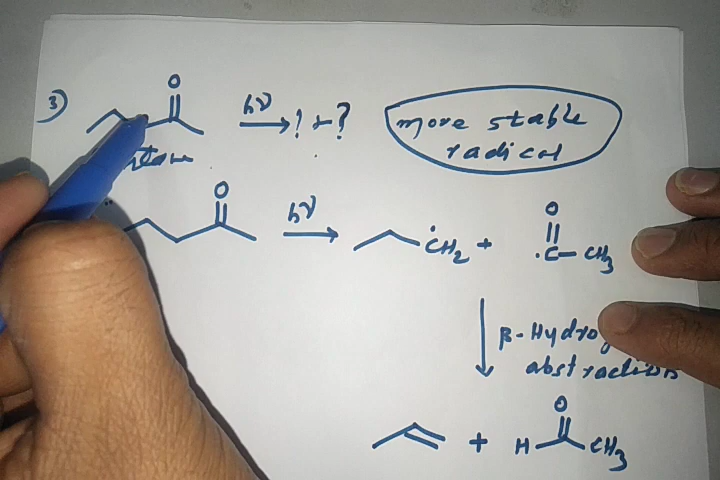 3)
O
hν
! + ?
more stable
radical
O
hν
ĊH₂ + 
O
.C-CH₃
β-Hydro
abstraction
O
+ H CH₃